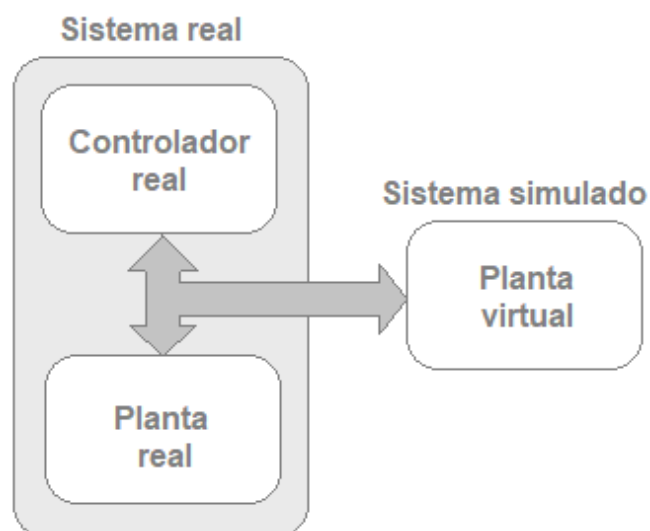 Sistema real
Controlador
real
Sistema simulado
Planta
virtual
Planta
real